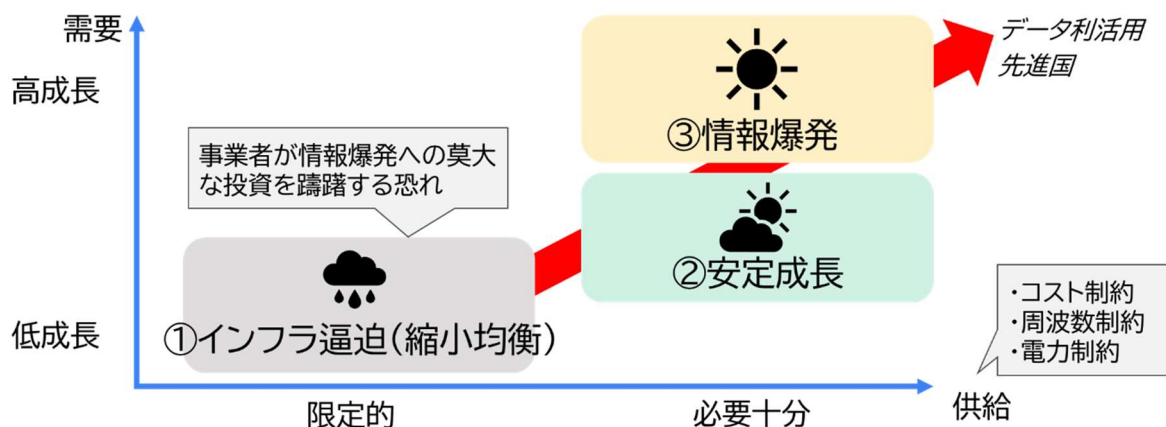 需要
高成長
データ利活用
先進国
③情報爆発
事業者が情報爆発への莫大
な投資を躊躇する恐れ
②安定成長
①インフラ逼迫(縮小均衡)
低成長
・コスト制約
・周波数制約
・電力制約
限定的
必要十分
供給